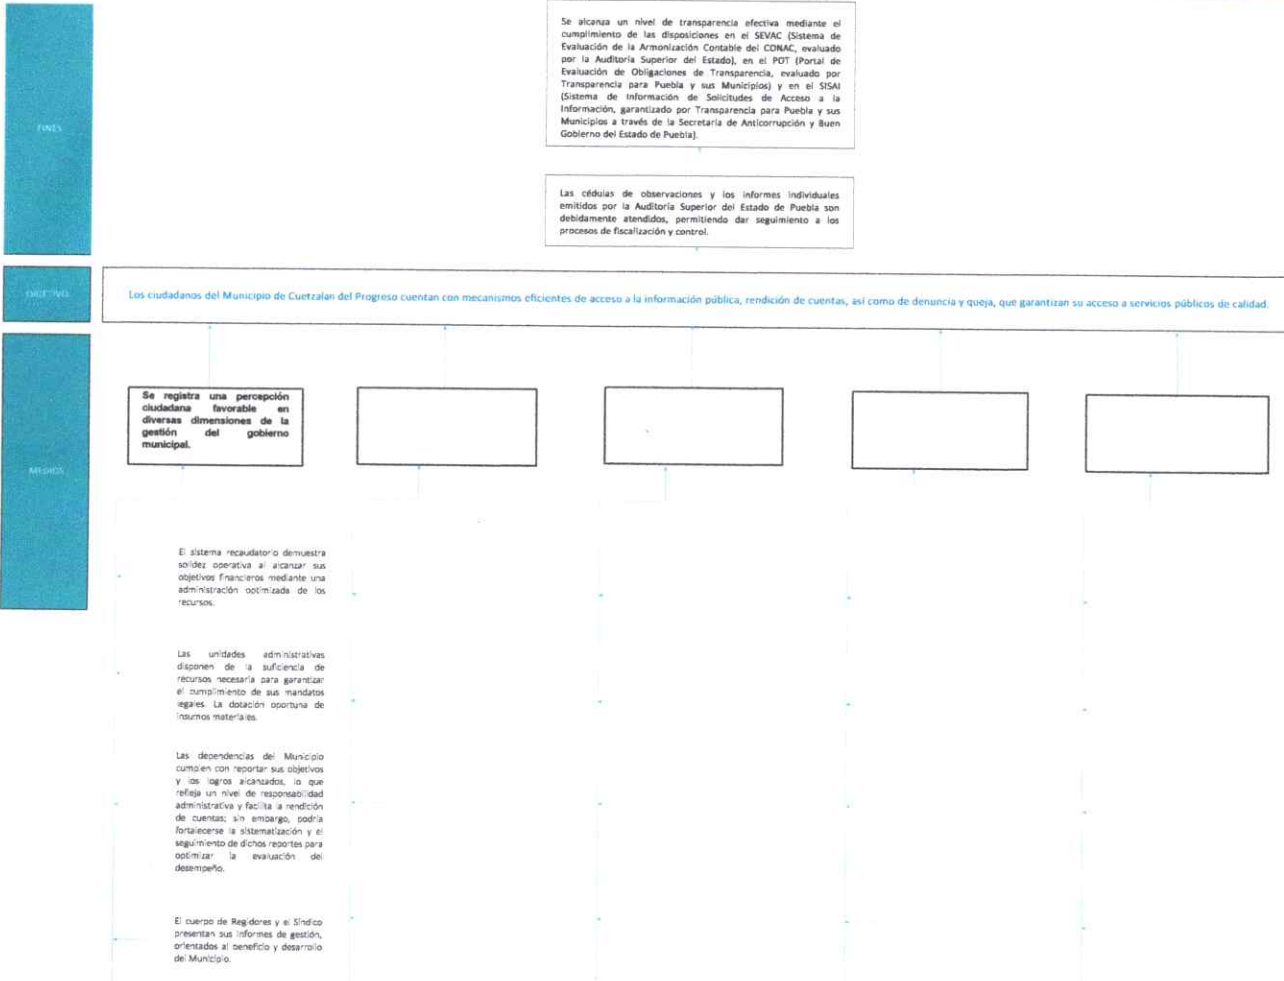 Se alcanza un nivel de transparencia efectiva mediante el
cumplimiento de las disposiciones en el SEVAC (Sistema de
Evaluación de la Armonización Contable del CONAC, evaluado
por la Auditoría Superior del Estado), en el POT (Portal de
Evaluación de Obligaciones de Transparencia, evaluado por
Transparencia para Puebla y sus Municipios) y en el SISAI
(Sistema de Información de Solicitudes de Acceso a la
Información, garantizado por Transparencia para Puebla y sus
Municipios a través de la Secretaría de Anticorrupción y Buen
Gobierno del Estado de Puebla).
FINES
Las cédulas de observaciones y los informes individuales
emitidos por la Auditoría Superior del Estado de Puebla son
debidamente atendidos, permitiendo dar seguimiento a los
procesos de fiscalización y control.
OBJETIVO
Los ciudadanos del Municipio de Cuetzalan del Progreso cuentan con mecanismos eficientes de acceso a la información pública, rendición de cuentas, así como de denuncia y queja, que garantizan su acceso a servicios públicos de calidad.
Se registra una percepción
ciudadana favorable en
diversas dimensiones de la
gestión del gobierno
municipal.
MEDIOS
El sistema recaudatorio demuestra
solidez operativa al alcanzar sus
objetivos financieros mediante una
administración optimizada de los
recursos.
Las unidades administrativas
disponen de la suficiencia de
recursos necesaria para garantizar
el cumplimiento de sus mandatos
legales. La dotación oportuna de
insumos materiales.
Las dependencias del Municipio
cumplen con reportar sus objetivos
y los logros alcanzados, lo que
refleja un nivel de responsabilidad
administrativa y facilita la rendición
de cuentas; sin embargo, podría
fortalecerse la sistematización y el
seguimiento de dichos reportes para
optimizar la evaluación del
desempeño.
El cuerpo de Regidores y el Síndico
presentan sus informes de gestión,
orientados al beneficio y desarrollo
del Municipio.